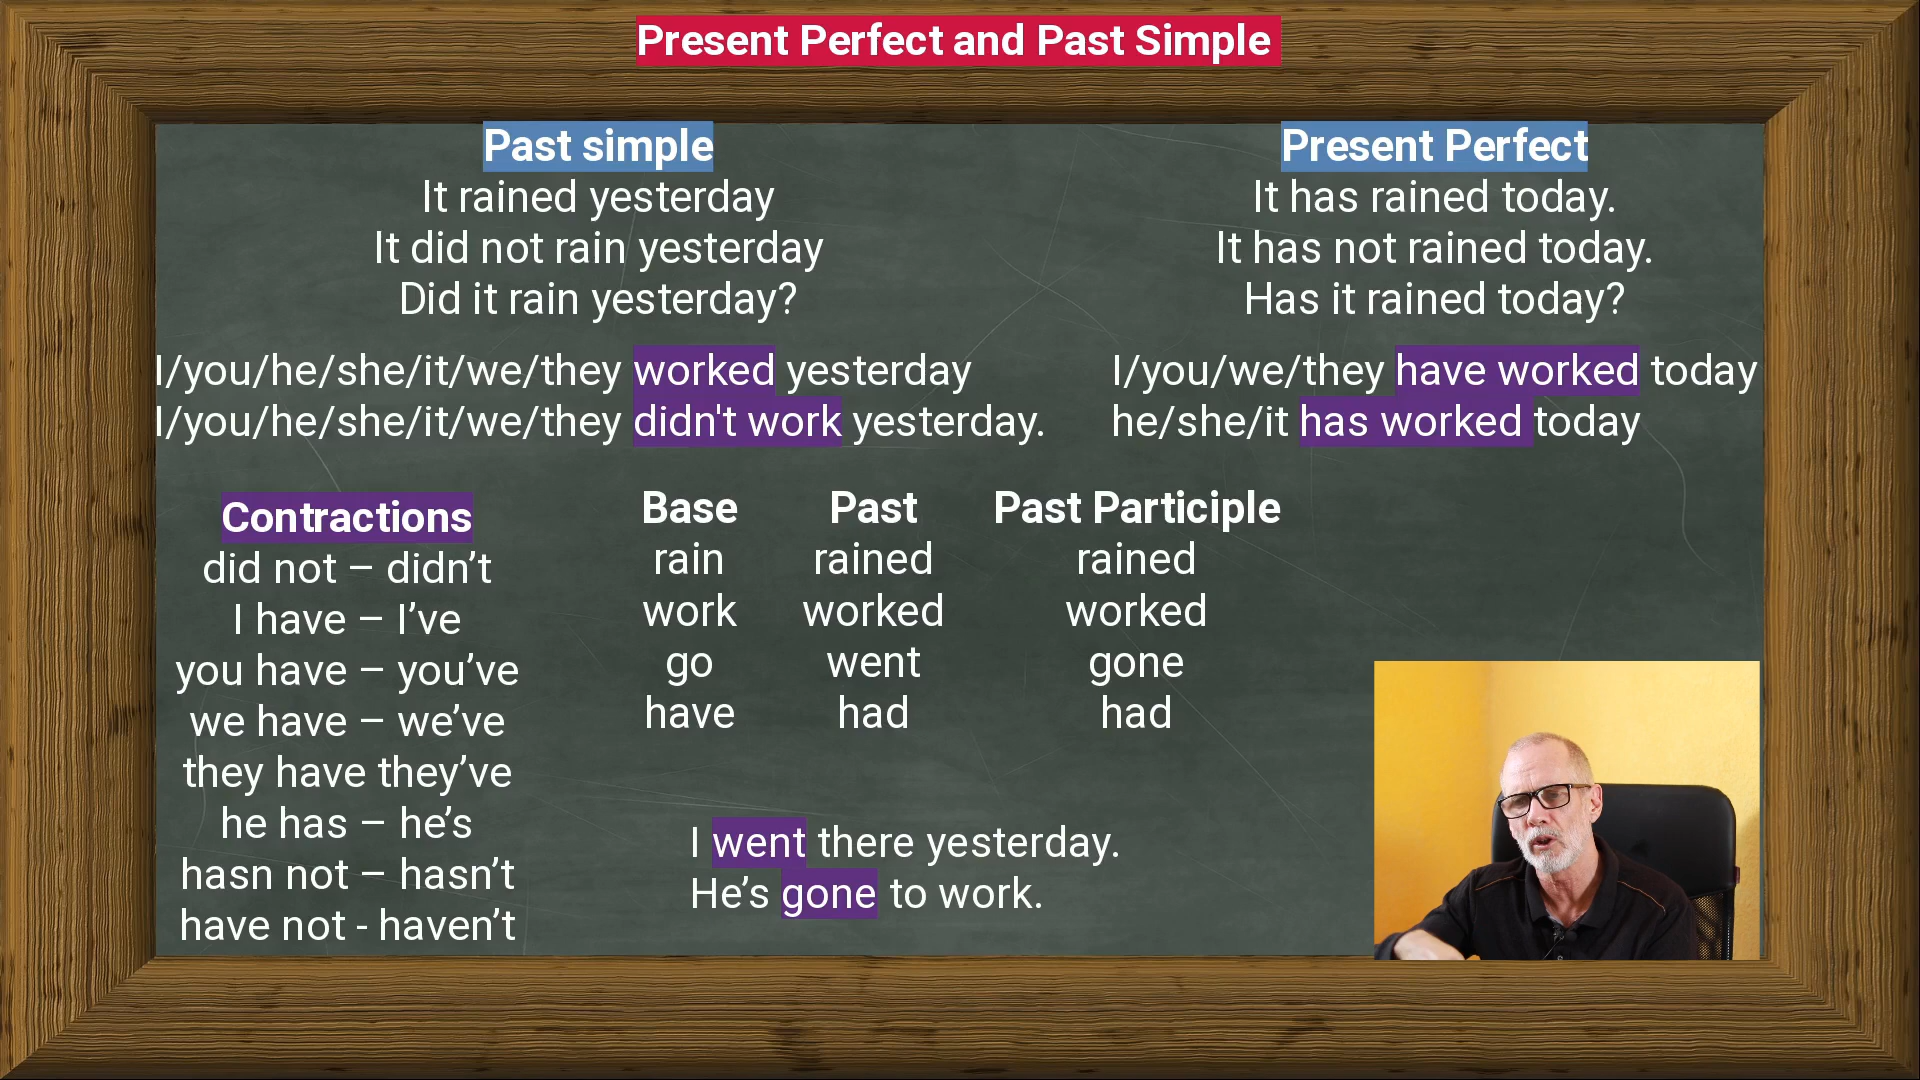 Present Perfect and Past Simple
Past simple
It rained yesterday
It did not rain yesterday
Did it rain yesterday?
Present Perfect
It has rained today.
It has not rained today.
Has it rained today?
I/you/he/she/it/we/they worked yesterday
I/you/he/she/it/we/they didn't work yesterday.
I/you/we/they have worked today
he/she/it has worked today
Contractions
did not – didn’t
I have – I’ve
you have – you’ve
we have – we’ve
they have they’ve
he has – he’s
hasn not – hasn’t
have not - haven’t
Base Past Past Participle
rain rained rained
work worked worked
go went gone
have had had
I went there yesterday.
He’s gone to work.